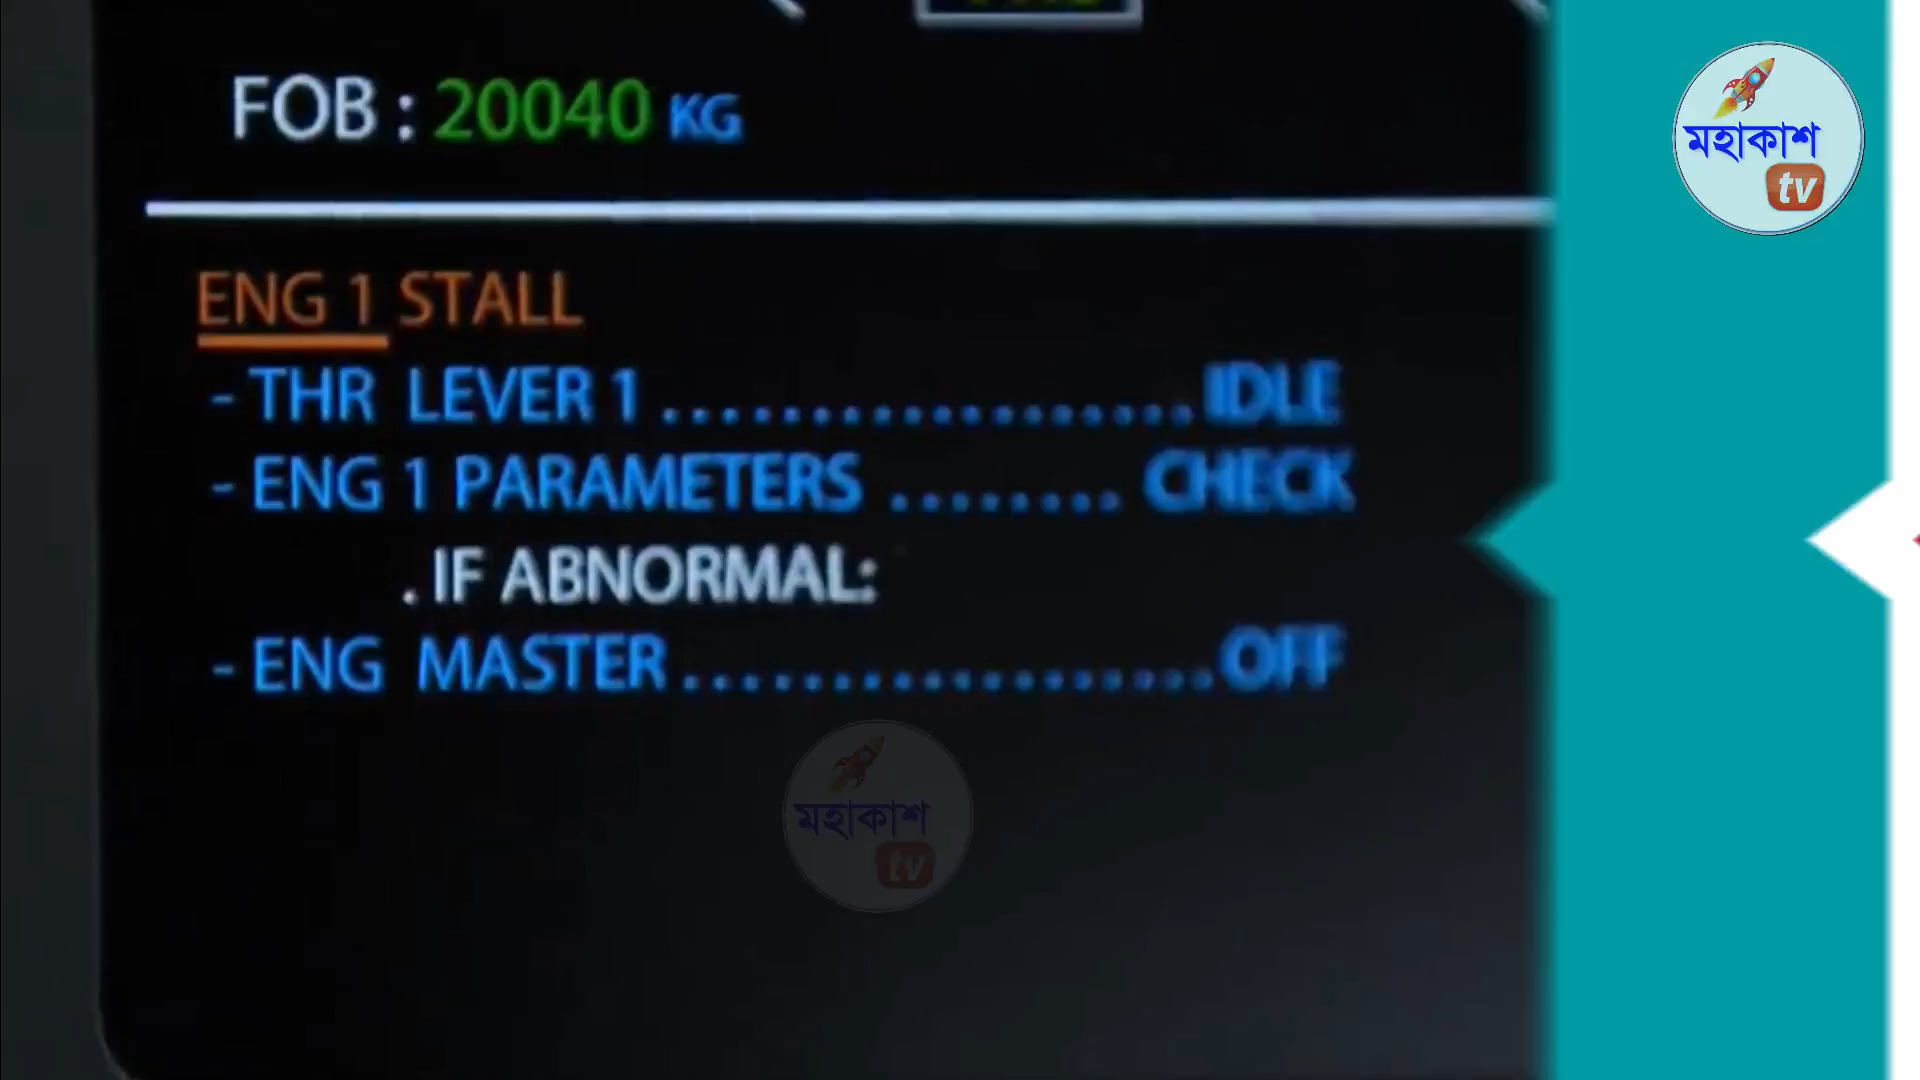 FOB : 20040 KG
মহাকাশ
tv
ENG 1 STALL
- THR LEVER 1 .................. IDLE
- ENG 1 PARAMETERS ........ CHECK
. IF ABNORMAL:
- ENG MASTER .................. OFF
মহাকাশ
tv